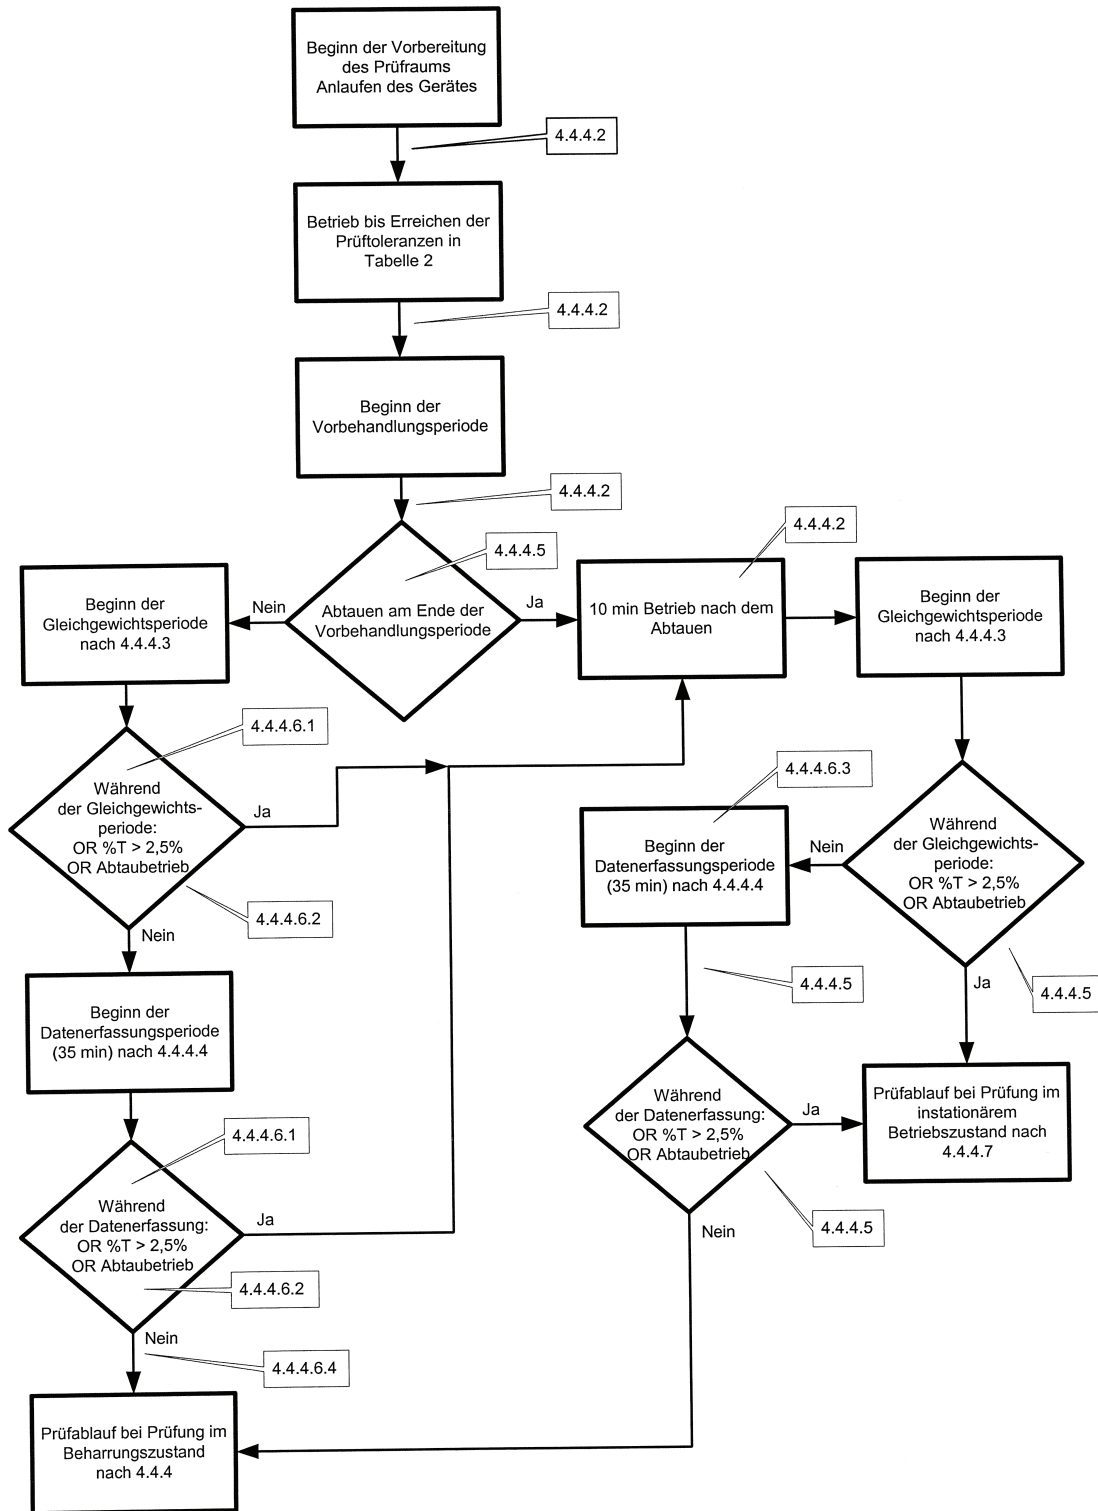 Beginn der Vorbereitung
des Prüfraums
Anlaufen des Gerätes
4.4.4.2
Betrieb bis Erreichen der
Prüftoleranzen in
Tabelle 2
4.4.4.2
Beginn der
Vorbehandlungsperiode
4.4.4.2
4.4.4.5
Abtauen am Ende der
Vorbehandlungsperiode
Nein
Ja
Beginn der
Gleichgewichtsperiode
nach 4.4.4.3
4.4.4.2
10 min Betrieb nach dem
Abtauen
Beginn der
Gleichgewichtsperiode
nach 4.4.4.3
4.4.4.6.1
Während
der Gleichgewichts-
periode:
OR %T > 2,5%
OR Abtaubetrieb
Ja
4.4.4.6.2
Nein
4.4.4.6.3
Beginn der
Datenerfassungsperiode
(35 min) nach 4.4.4.4
Nein
Während
der Gleichgewichts-
periode:
OR %T > 2,5%
OR Abtaubetrieb
4.4.4.5
Ja
4.4.4.5
Beginn der
Datenerfassungsperiode
(35 min) nach 4.4.4.4
4.4.4.6.1
Während
der Datenerfassung:
OR %T > 2,5%
OR Abtaubetrieb
Ja
4.4.4.6.2
Nein
4.4.4.6.4
Während
der Datenerfassung:
OR %T > 2,5%
OR Abtaubetrieb
Ja
4.4.4.5
Nein
Prüfablauf bei Prüfung im
instationärem
Betriebszustand nach
4.4.4.7
Prüfablauf bei Prüfung im
Beharrungszustand
nach 4.4.4